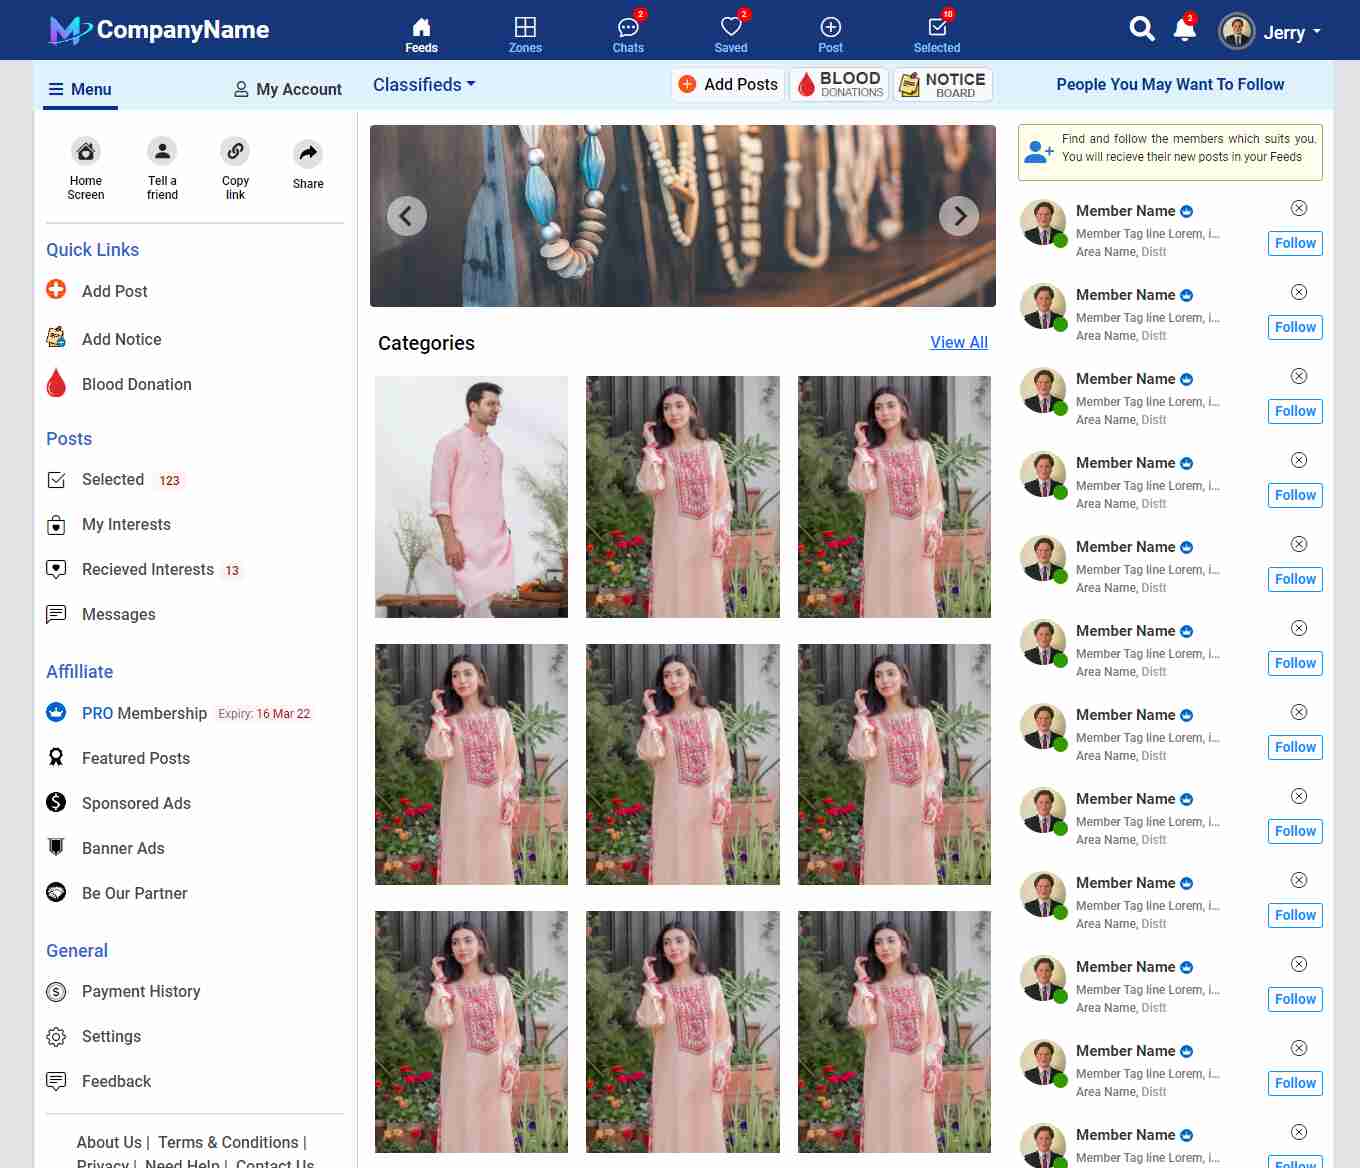 CompanyName
Feeds
Zones
2
Chats
2
Saved
Post
10
Selected
2
Jerry
Menu
My Account
Classifieds
Add Posts
BLOOD
DONATIONS
NOTICE
BOARD
People You May Want To Follow
Home
Screen
Tell a
friend
Copy
link
Share
Quick Links
Add Post
Add Notice
Blood Donation
Posts
Selected 123
My Interests
Recieved Interests 13
Messages
Affilliate
PRO Membership Expiry: 16 Mar 22
Featured Posts
Sponsored Ads
Banner Ads
Be Our Partner
General
Payment History
Settings
Feedback
About Us | Terms & Conditions |
Privacy | Need Help | Contact Us
Categories
View All
Find and follow the members which suits you.
You will recieve their new posts in your Feeds
Member Name
Member Tag line Lorem, i...
Area Name, Distt
Follow
Member Name
Member Tag line Lorem, i...
Area Name, Distt
Follow
Member Name
Member Tag line Lorem, i...
Area Name, Distt
Follow
Member Name
Member Tag line Lorem, i...
Area Name, Distt
Follow
Member Name
Member Tag line Lorem, i...
Area Name, Distt
Follow
Member Name
Member Tag line Lorem, i...
Area Name, Distt
Follow
Member Name
Member Tag line Lorem, i...
Area Name, Distt
Follow
Member Name
Member Tag line Lorem, i...
Area Name, Distt
Follow
Member Name
Member Tag line Lorem, i...
Area Name, Distt
Follow
Member Name
Member Tag line Lorem, i...
Area Name, Distt
Follow
Member Name
Member Tag line Lorem, i...
Area Name, Distt
Follow
Member Name
Member Tag line Lorem, i...
Follow